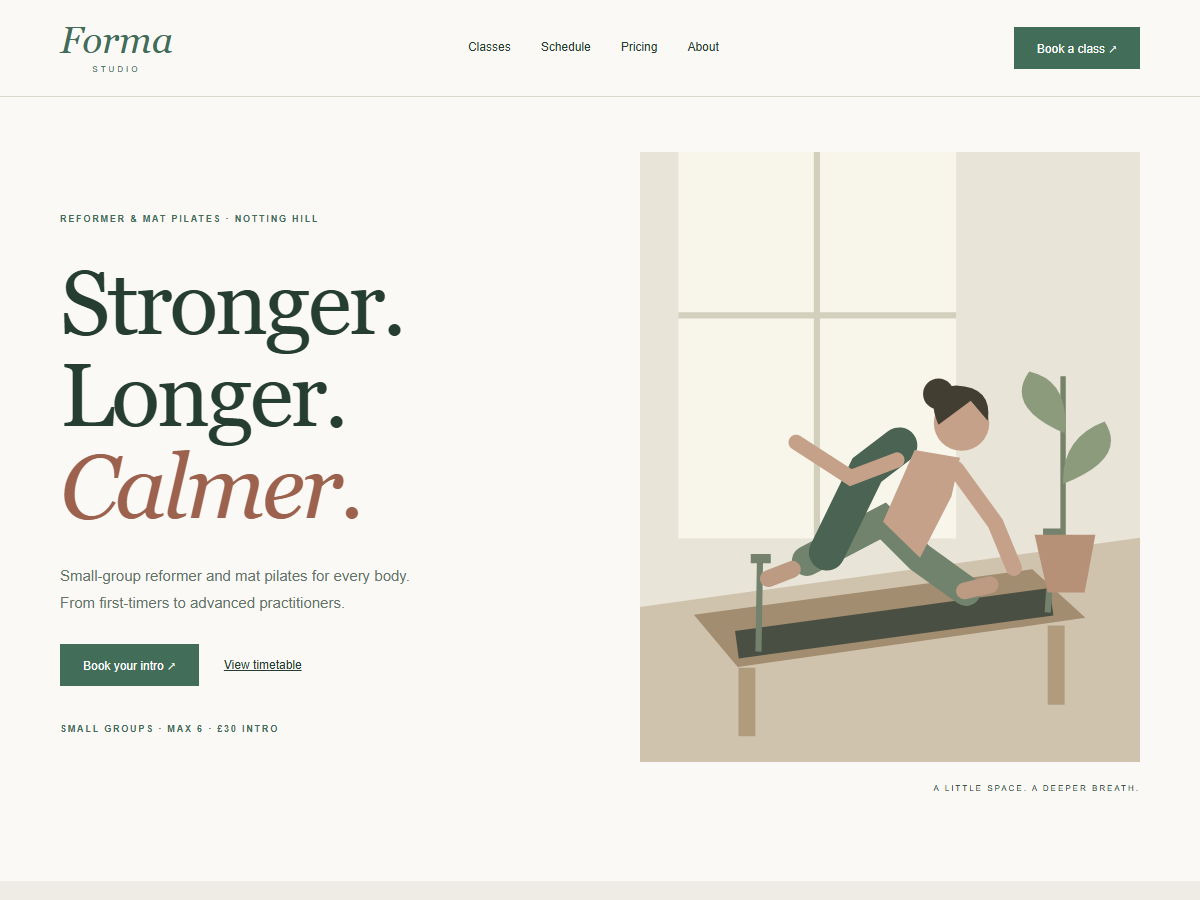 Forma
STUDIO
Classes Schedule Pricing About
Book a class ↗
REFORMER & MAT PILATES · NOTTING HILL
Stronger.
Longer.
Calmer.
Small-group reformer and mat pilates for every body.
From first-timers to advanced practitioners.
Book your intro ↗ View timetable
SMALL GROUPS · MAX 6 · £30 INTRO
A LITTLE SPACE. A DEEPER BREATH.